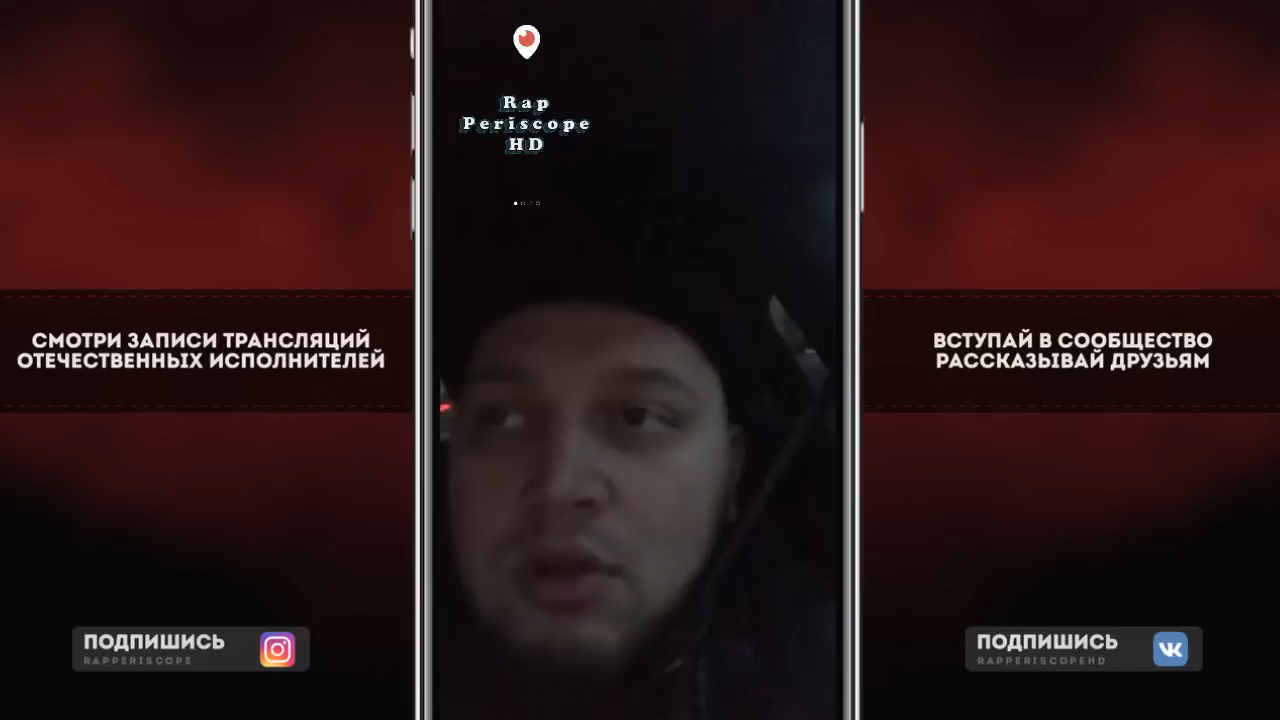 Rap
Periscope
HD
СМОТРИ ЗАПИСИ ТРАНСЛЯЦИЙ
ОТЕЧЕСТВЕННЫХ ИСПОЛНИТЕЛЕЙ
ВСТУПАЙ В СООБЩЕСТВО
РАССКАЗЫВАЙ ДРУЗЬЯМ
ПОДПИШИСЬ
RAPPERISCOPE
ПОДПИШИСЬ
RAPPERISCOPEHD